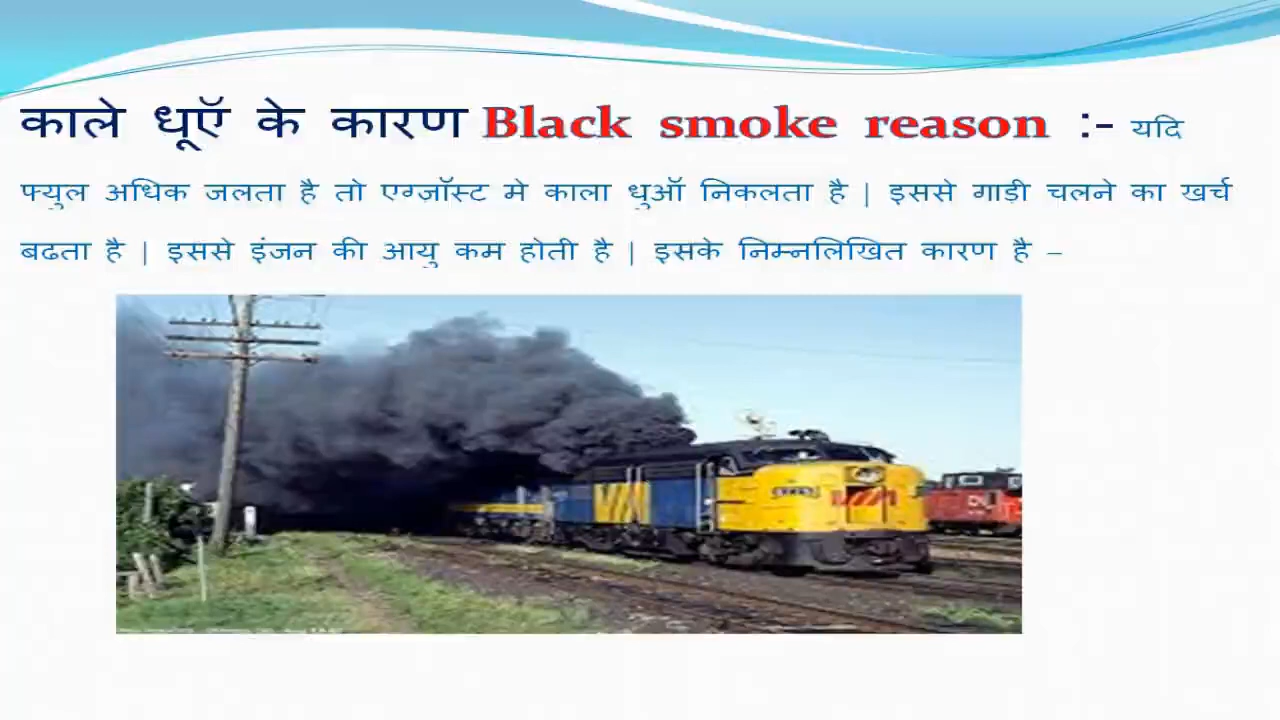 काले धूएॅ के कारण Black smoke reason :- यदि
फ्युल अधिक जलता है तो एग्ज़ॉस्ट मे काला धुऑ निकलता है | इससे गाड़ी चलने का खर्च
बढता है | इससे इंजन की आयु कम होती है | इसके निम्नलिखित कारण है –